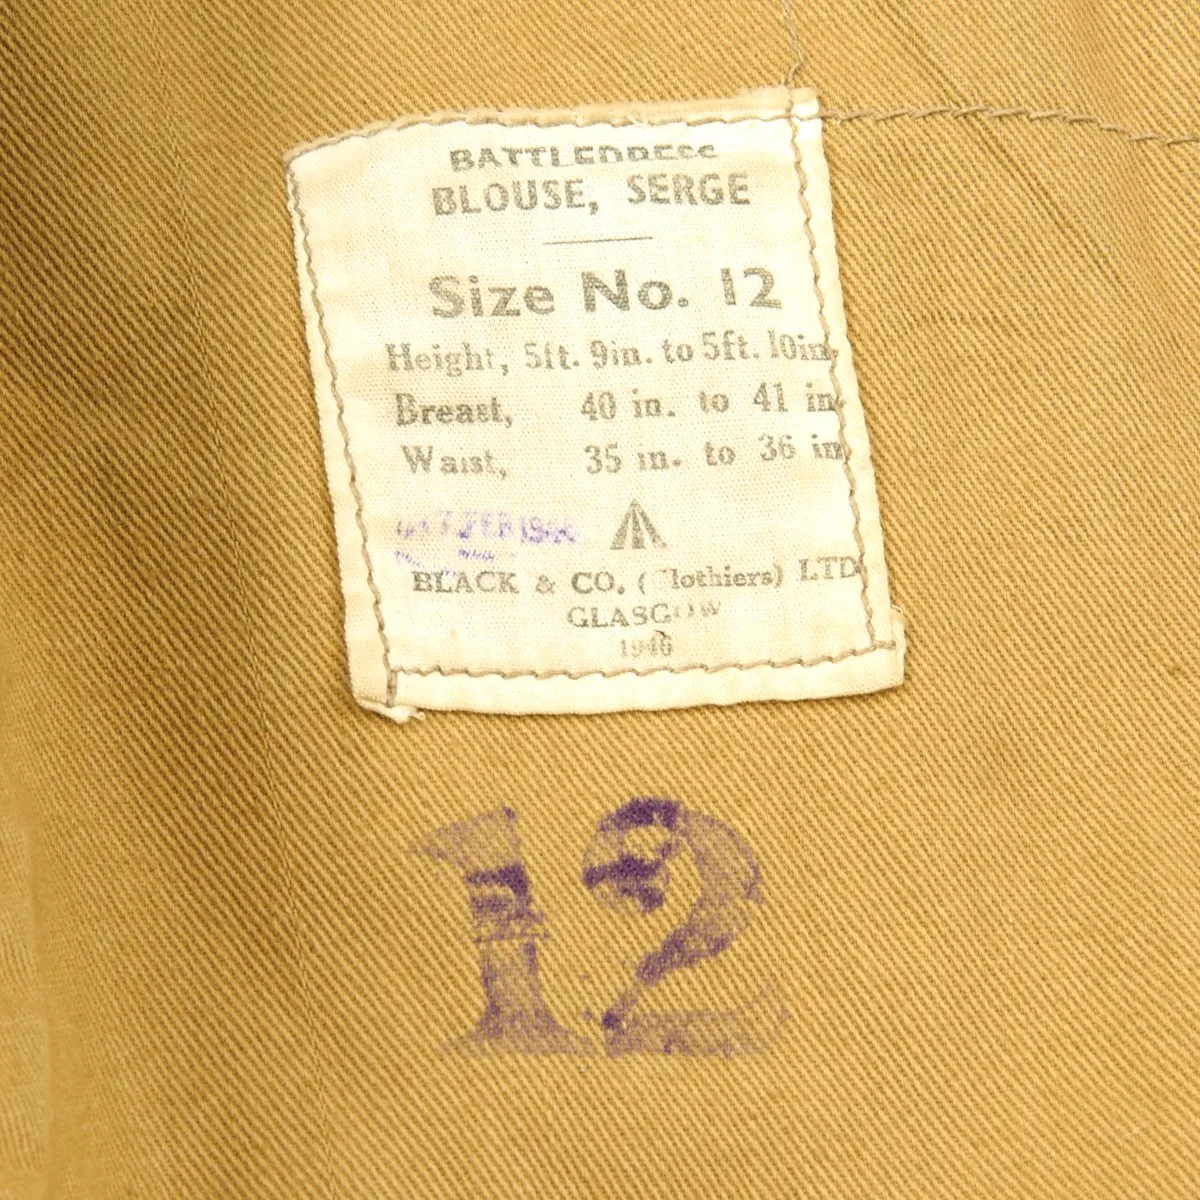 BATTLEDRESS
BLOUSE, SERGE
Size No. 12
Height, 5ft. 9in. to 5ft. 10in.
Breast, 40 in. to 41 in.
Waist, 35 in. to 36 in.
BLACK & CO. (Clothiers) LTD
GLASGOW
1946
12